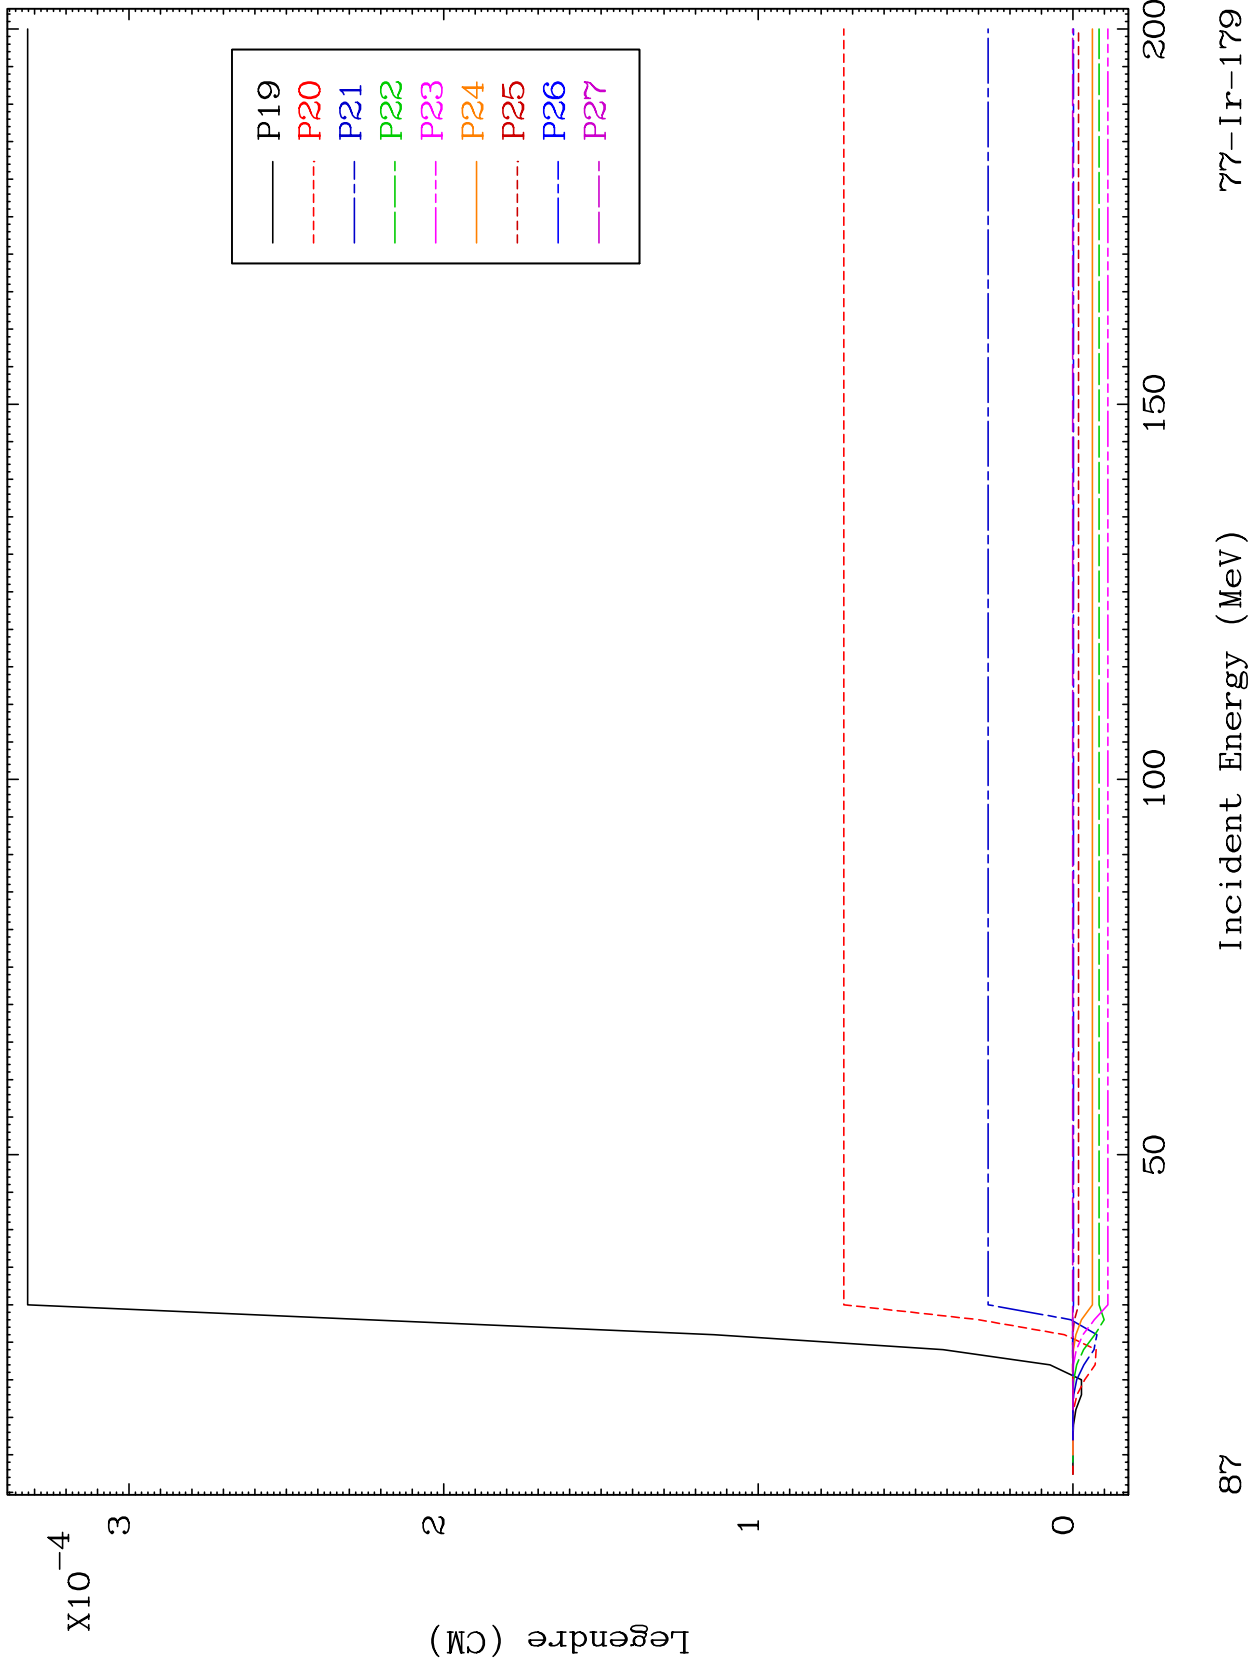 X10-4
3
2
1
0
Legendre (CM)
P19
P20
P21
P22
P23
P24
P25
P26
P27
50
100
150
200
87
Incident Energy (MeV)
77-Ir-179